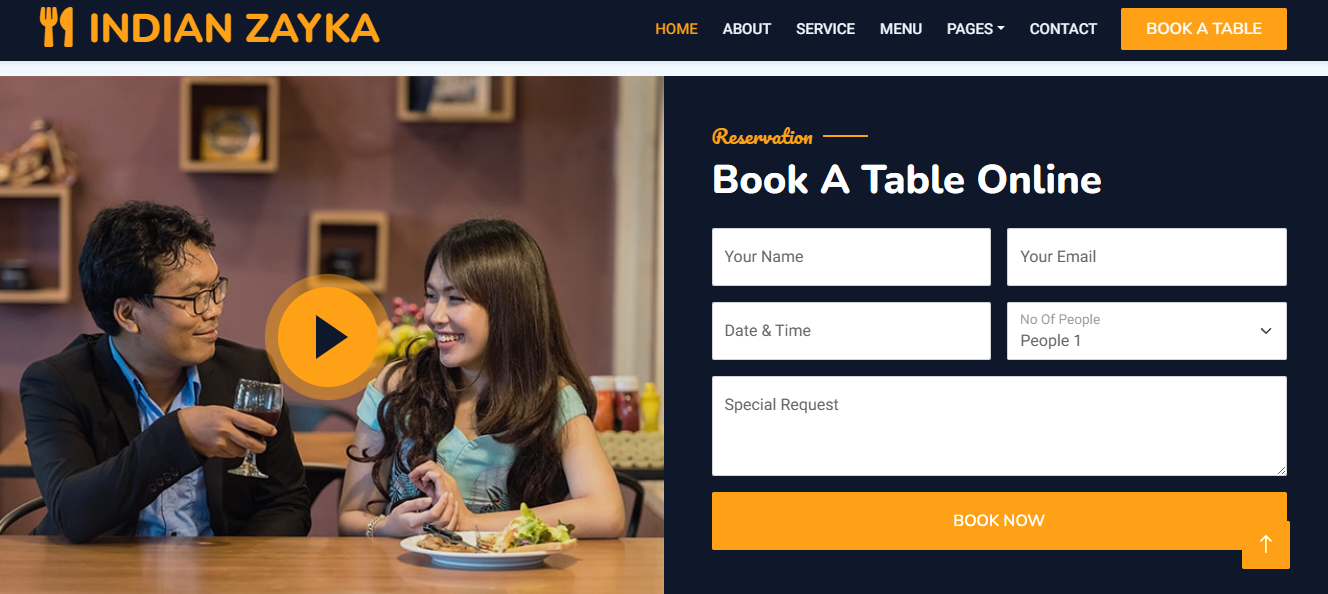 INDIAN ZAYKA
HOME ABOUT SERVICE MENU PAGES CONTACT BOOK A TABLE
Reservation
Book A Table Online
Your Name Your Email
Date & Time No Of People
People 1
Special Request
BOOK NOW